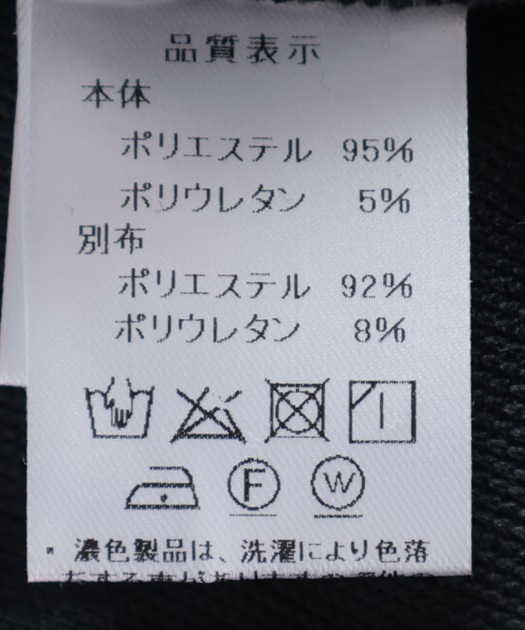 品質表示
本体
ポリエステル 95%
ポリウレタン 5%
別布
ポリエステル 92%
ポリウレタン 8%
F W
* 濃色製品は、洗濯により色落